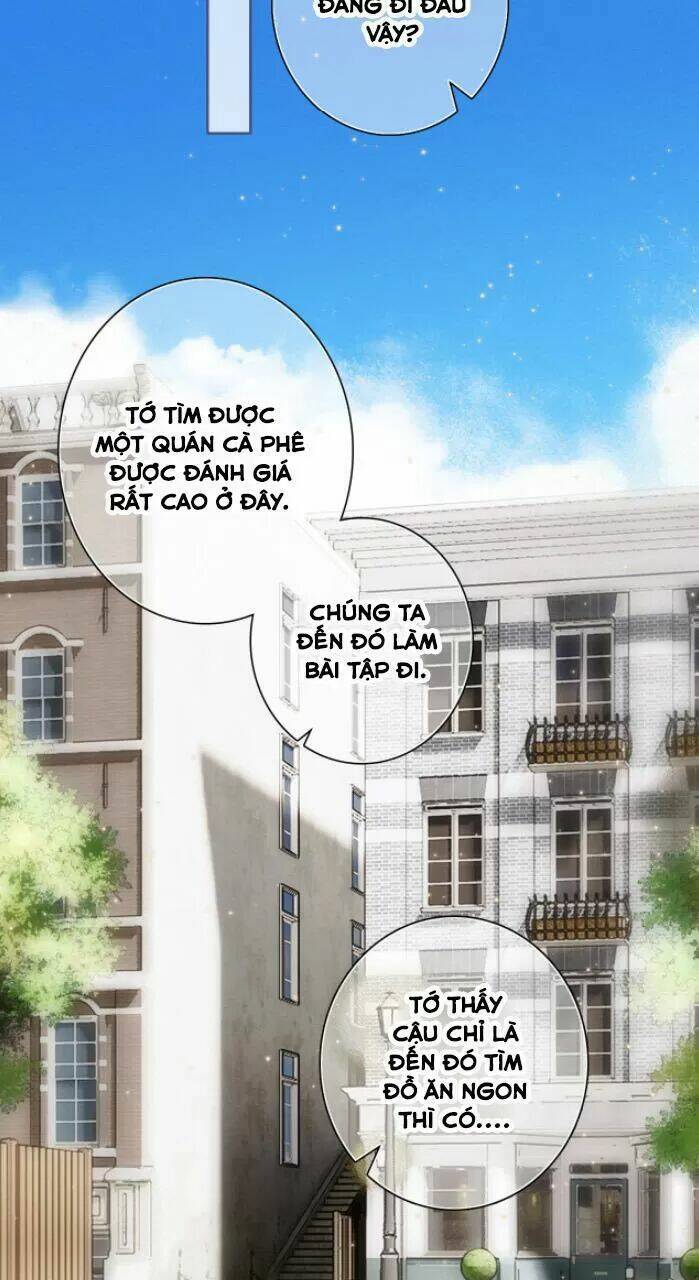 ĐANG ĐI ĐÂU
VẬY?
TỚ TÌM ĐƯỢC
MỘT QUÁN CÀ PHÊ
ĐƯỢC ĐÁNH GIÁ
RẤT CAO Ở ĐÂY.
CHÚNG TA
ĐẾN ĐÓ LÀM
BÀI TẬP ĐI.
TỚ THẤY
CẬU CHỈ LÀ
ĐẾN ĐÓ TÌM
ĐỒ ĂN NGON
THÌ CÓ....